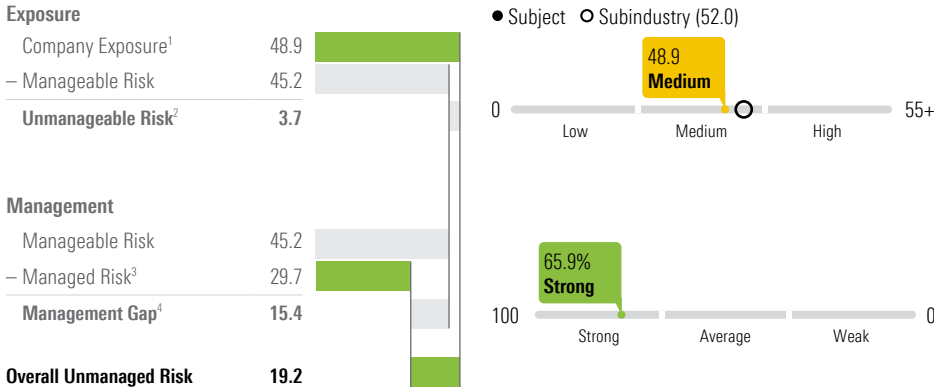 Exposure
Company Exposure¹ 48.9
– Manageable Risk 45.2
Unmanageable Risk² 3.7
Management
Manageable Risk 45.2
– Managed Risk³ 29.7
Management Gap⁴ 15.4
Overall Unmanaged Risk 19.2
● Subject O Subindustry (52.0)
48.9
Medium
0 55+
Low Medium High
65.9%
Strong
100 0
Strong Average Weak